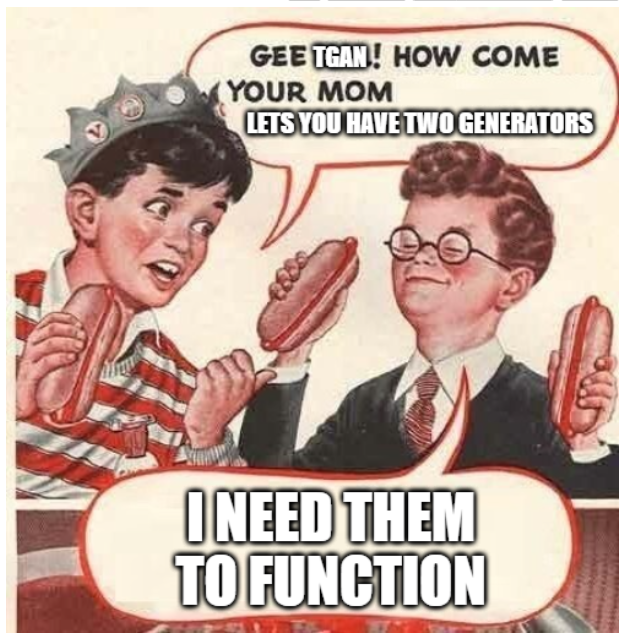 GEE TGAN! HOW COME
YOUR MOM
LETS YOU HAVE TWO GENERATORS
I NEED THEM
TO FUNCTION